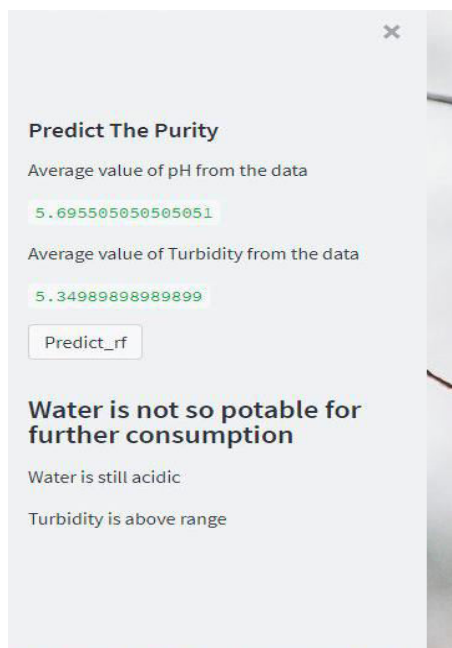 ×
Predict The Purity
Average value of pH from the data
5.695505050505051
Average value of Turbidity from the data
5.34989898989899
Predict_rf
Water is not so potable for
further consumption
Water is still acidic
Turbidity is above range